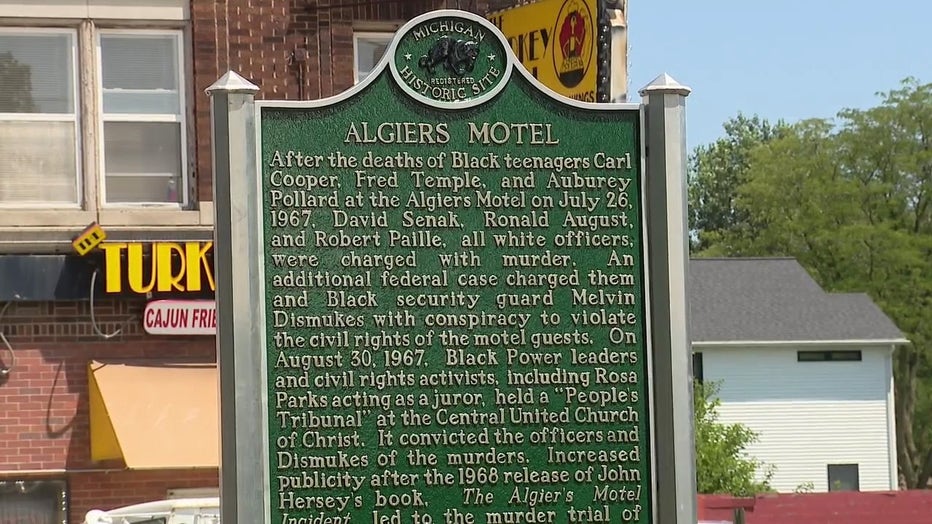 MICHIGAN
REGISTERED
HISTORIC SITE
ALGIERS MOTEL
After the deaths of Black teenagers Carl
Cooper, Fred Temple, and Auburey
Pollard at the Algiers Motel on July 26,
1967, David Senak, Ronald August,
and Robert Paille, all white officers,
were charged with murder. An
additional federal case charged them
and Black security guard Melvin
Dismukes with conspiracy to violate
the civil rights of the motel guests. On
August 30, 1967, Black Power leaders
and civil rights activists, including Rosa
Parks acting as a juror, held a "People's
Tribunal" at the Central United Church
of Christ. It convicted the officers and
Dismukes of the murders. Increased
publicity after the 1968 release of John
Hersey's book, The Algier's Motel
Incident, led to the murder trial of
TURK
CAJUN FRIE